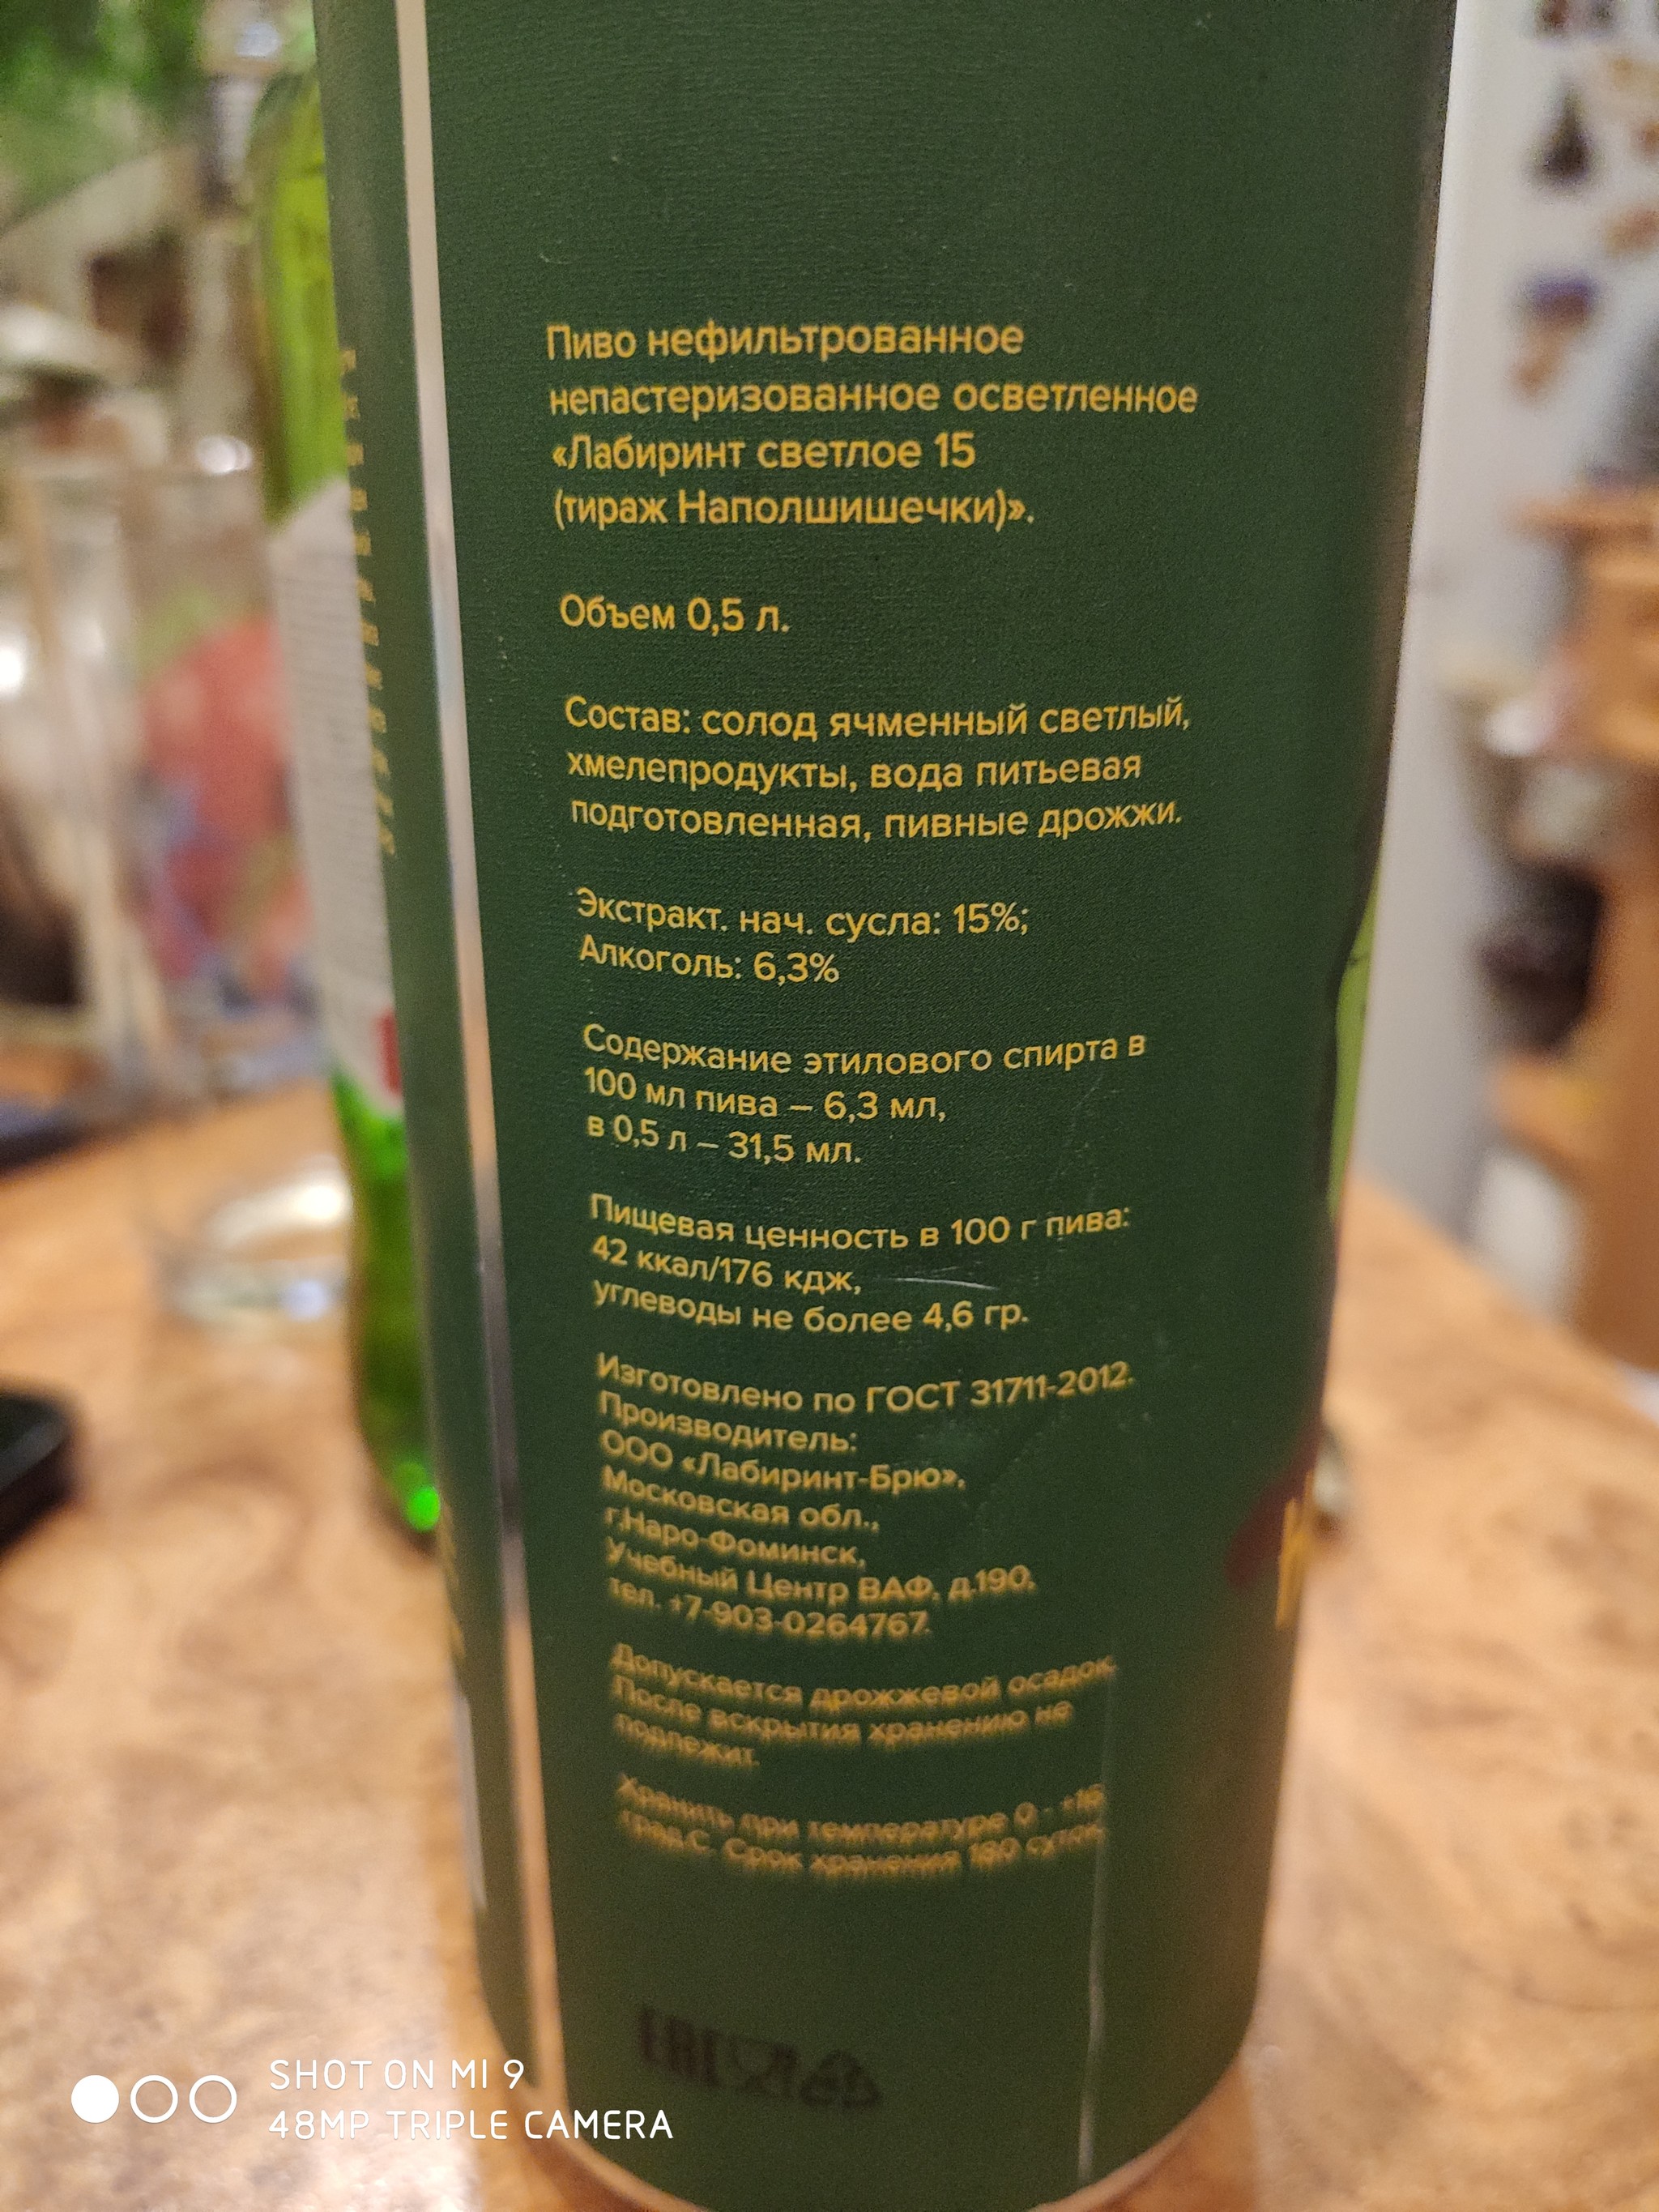 Пиво нефильтрованное
непастеризованное осветленное
«Лабиринт светлое 15
(тираж Наполшишечки)».
Объем 0,5 л.
Состав: солод ячменный светлый,
хмелепродукты, вода питьевая
подготовленная, пивные дрожжи.
Экстракт. нач. сусла: 15%;
Алкоголь: 6,3%
Содержание этилового спирта в
100 мл пива – 6,3 мл,
в 0,5 л – 31,5 мл.
Пищевая ценность в 100 г пива:
42 ккал/176 кдж,
углеводы не более 4,6 гр.
Изготовлено по ГОСТ 31711-2012.
Производитель:
ООО «Лабиринт-Брю»,
Московская обл.,
г.Наро-Фоминск,
Учебный Центр ВАФ, д.190,
тел. +7-903-0264767.
Допускается дрожжевой осадок.
После вскрытия хранению не
подлежит.
Хранить при температуре 0 - +16
град.С. Срок хранения 180 суток.
EAC
SHOT ON MI 9
48MP TRIPLE CAMERA